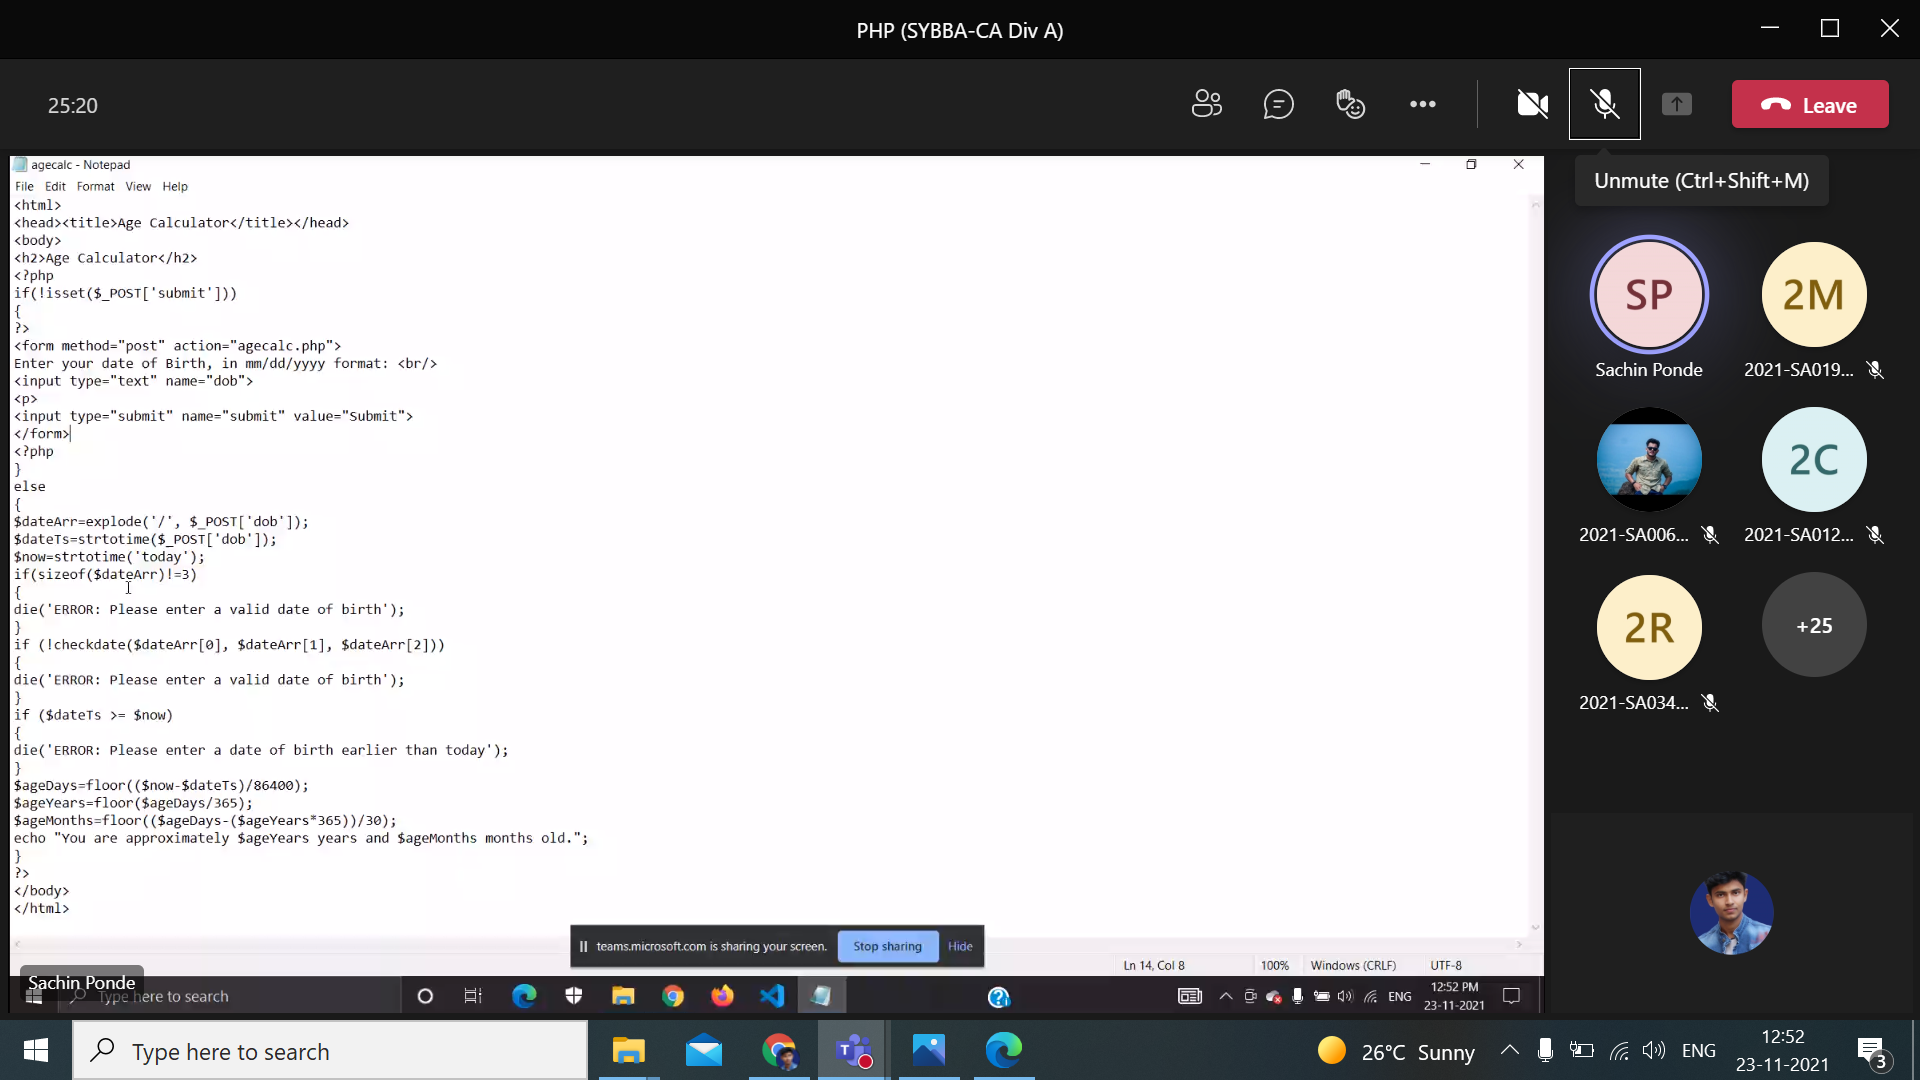 PHP (SYBBA-CA Div A)
25:20
Leave
Unmute (Ctrl+Shift+M)
agecalc - Notepad
File Edit Format View Help
<html>
<head><title>Age Calculator</title></head>
<body>
<h2>Age Calculator</h2>
<?php
if(!isset($_POST['submit']))
{
?>
<form method="post" action="agecalc.php">
Enter your date of Birth, in mm/dd/yyyy format: <br/>
<input type="text" name="dob">
<p>
<input type="submit" name="submit" value="Submit">
</form>
<?php
}
else
{
$dateArr=explode('/', $_POST['dob']);
$dateTs=strtotime($_POST['dob']);
$now=strtotime('today');
if(sizeof($dateArr)!=3)
{
die('ERROR: Please enter a valid date of birth');
}
if (!checkdate($dateArr[0], $dateArr[1], $dateArr[2]))
{
die('ERROR: Please enter a valid date of birth');
}
if ($dateTs >= $now)
{
die('ERROR: Please enter a date of birth earlier than today');
}
$ageDays=floor(($now-$dateTs)/86400);
$ageYears=floor($ageDays/365);
$ageMonths=floor(($ageDays-($ageYears*365))/30);
echo "You are approximately $ageYears years and $ageMonths months old.";
}
?>
</body>
</html>
teams.microsoft.com is sharing your screen. Stop sharing Hide
Ln 14, Col 8 100% Windows (CRLF) UTF-8
Sachin Ponde
Type here to search
ENG
12:52 PM
23-11-2021
SP
Sachin Ponde
2M
2021-SA019...
2021-SA006...
2C
2021-SA012...
2R
2021-SA034...
+25
Type here to search
26°C Sunny
ENG
12:52
23-11-2021
3